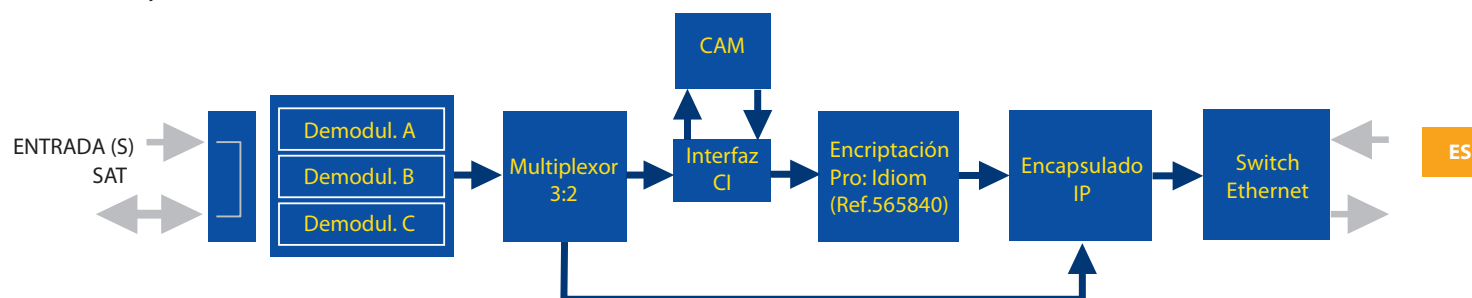 CAM
ENTRADA (S)
SAT
Demodul. A
Demodul. B
Demodul. C
Multiplexor
3:2
Interfaz
CI
Encriptación
Pro: Idiom
(Ref.565840)
Encapsulado
IP
Switch
Ethernet
ES